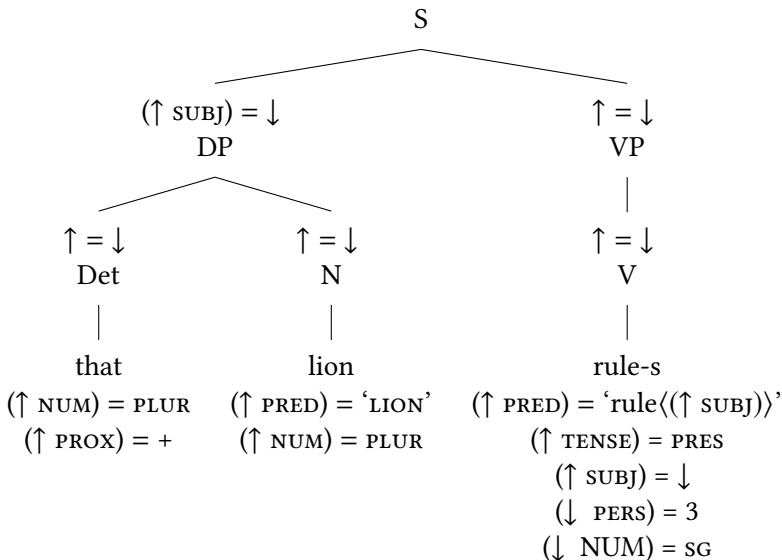 S
(↑ SUBJ) = ↓ ↑ = ↓
DP VP
↑ = ↓ ↑ = ↓ ↑ = ↓
Det N V
that lion rule-s
(↑ NUM) = PLUR (↑ PRED) = ‘LION’ (↑ PRED) = ‘rule⟨(↑ SUBJ)⟩’
(↑ PROX) = + (↑ NUM) = PLUR (↑ TENSE) = PRES
(↑ SUBJ) = ↓
(↓ PERS) = 3
(↓ NUM) = SG